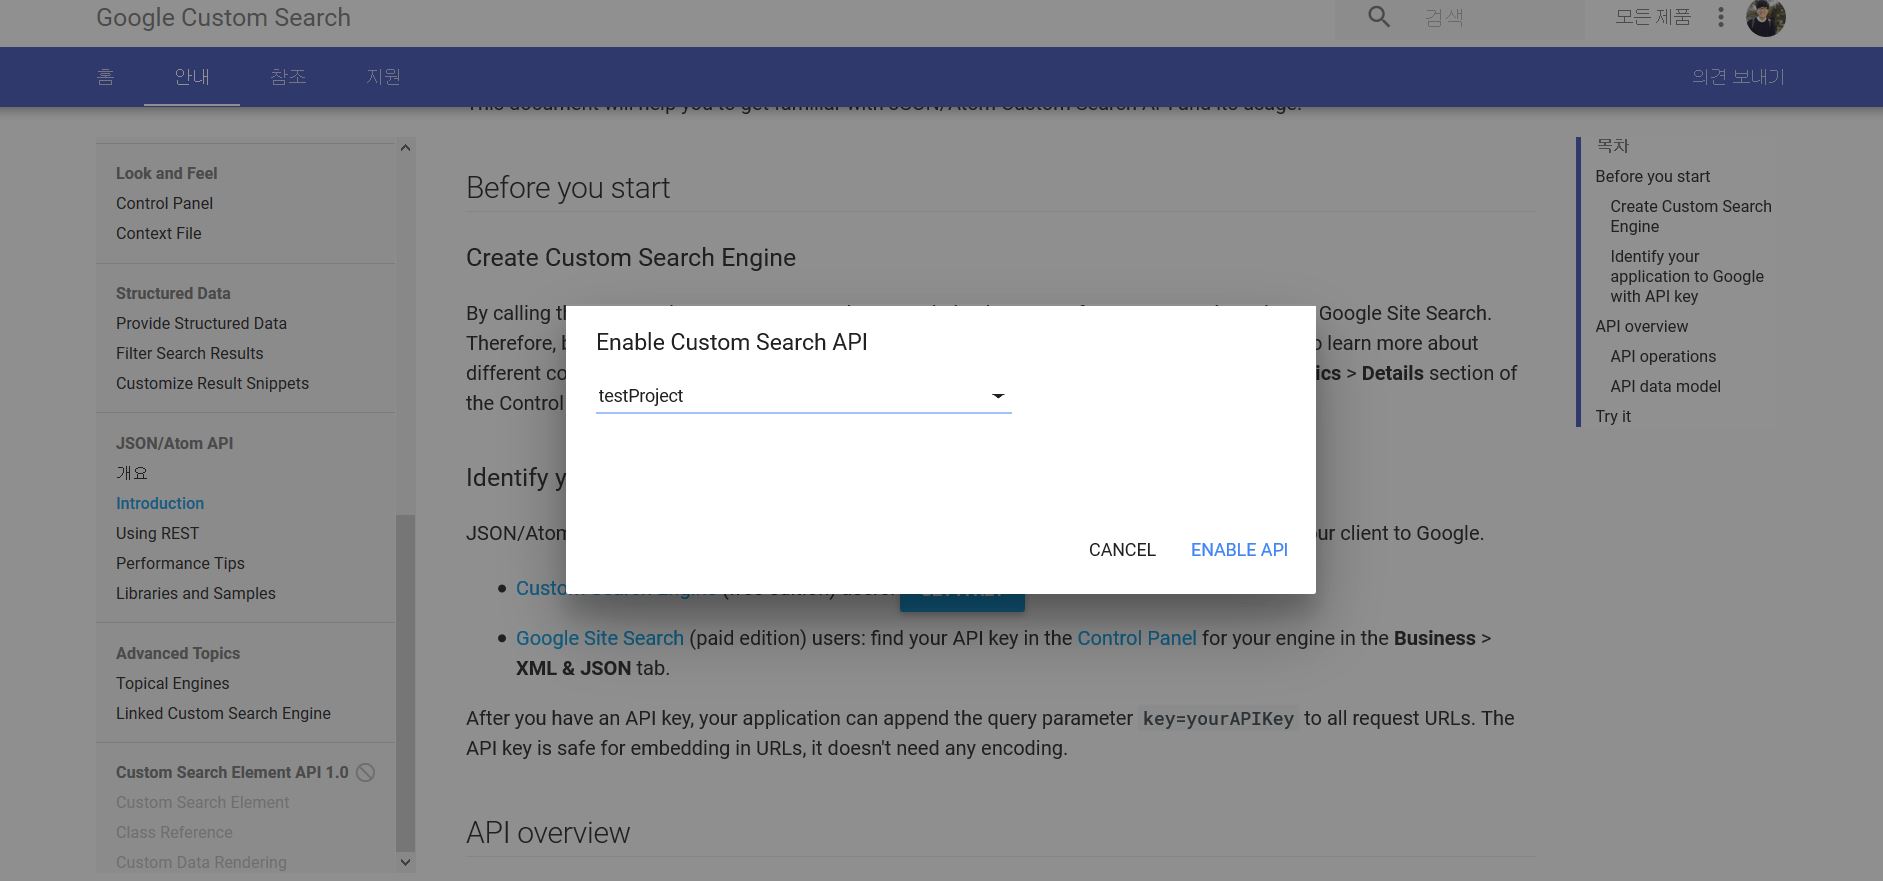 Google Custom Search
검색
모든 제품
홈
안내
참조
지원
의견 보내기
This document will help you to get familiar with JSON/Atom Custom Search API and its usage.
Look and Feel
Control Panel
Context File
Structured Data
Provide Structured Data
Filter Search Results
Customize Result Snippets
JSON/Atom API
개요
Introduction
Using REST
Performance Tips
Libraries and Samples
Advanced Topics
Topical Engines
Linked Custom Search Engine
Custom Search Element API 1.0
Custom Search Element
Class Reference
Custom Data Rendering
Before you start
Create Custom Search Engine
By calling Google Site Search.
Therefore, learn more about
different ics > Details section of
the Control
Identify
JSON/Atom client to Google.
Custom Search Engine (free edition) users:
Google Site Search (paid edition) users: find your API key in the Control Panel for your engine in the Business >
XML & JSON tab.
After you have an API key, your application can append the query parameter key=yourAPIKey to all request URLs. The
API key is safe for embedding in URLs, it doesn't need any encoding.
API overview
Enable Custom Search API
testProject
CANCEL
ENABLE API
목차
Before you start
Create Custom Search
Engine
Identify your
application to Google
with API key
API overview
API operations
API data model
Try it